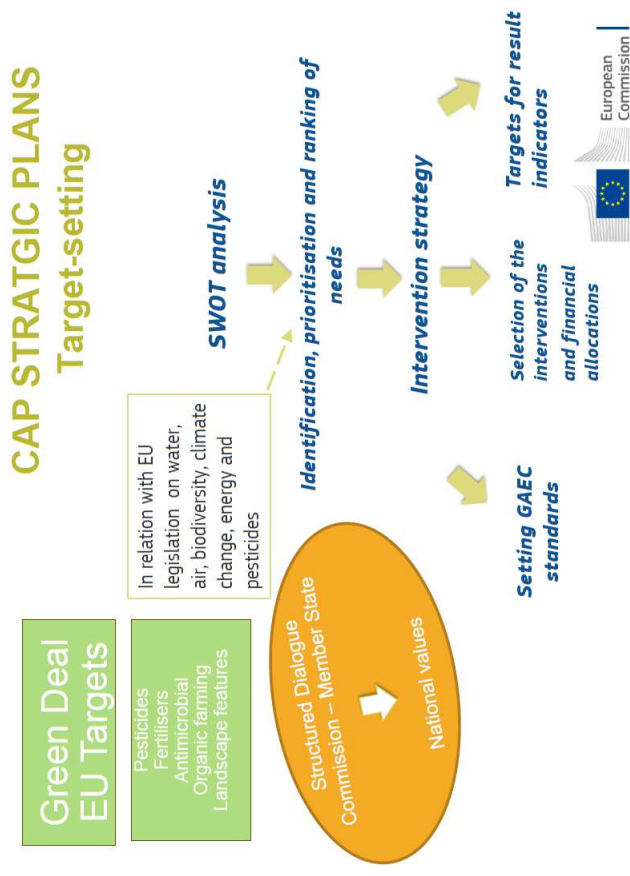 CAP STRATGIC PLANS
Target-setting
Green Deal
EU Targets
Pesticides
Fertilisers
Antimicrobial
Organic farming
Landscape features
In relation with EU
legislation on water,
air, biodiversity, climate
change, energy and
pesticides
SWOT analysis
Identification, prioritisation and ranking of
needs
Structured Dialogue
Commission – Member State
National values
Intervention strategy
Setting GAEC
standards
Selection of the
interventions
and financial
allocations
Targets for result
indicators
European
Commission